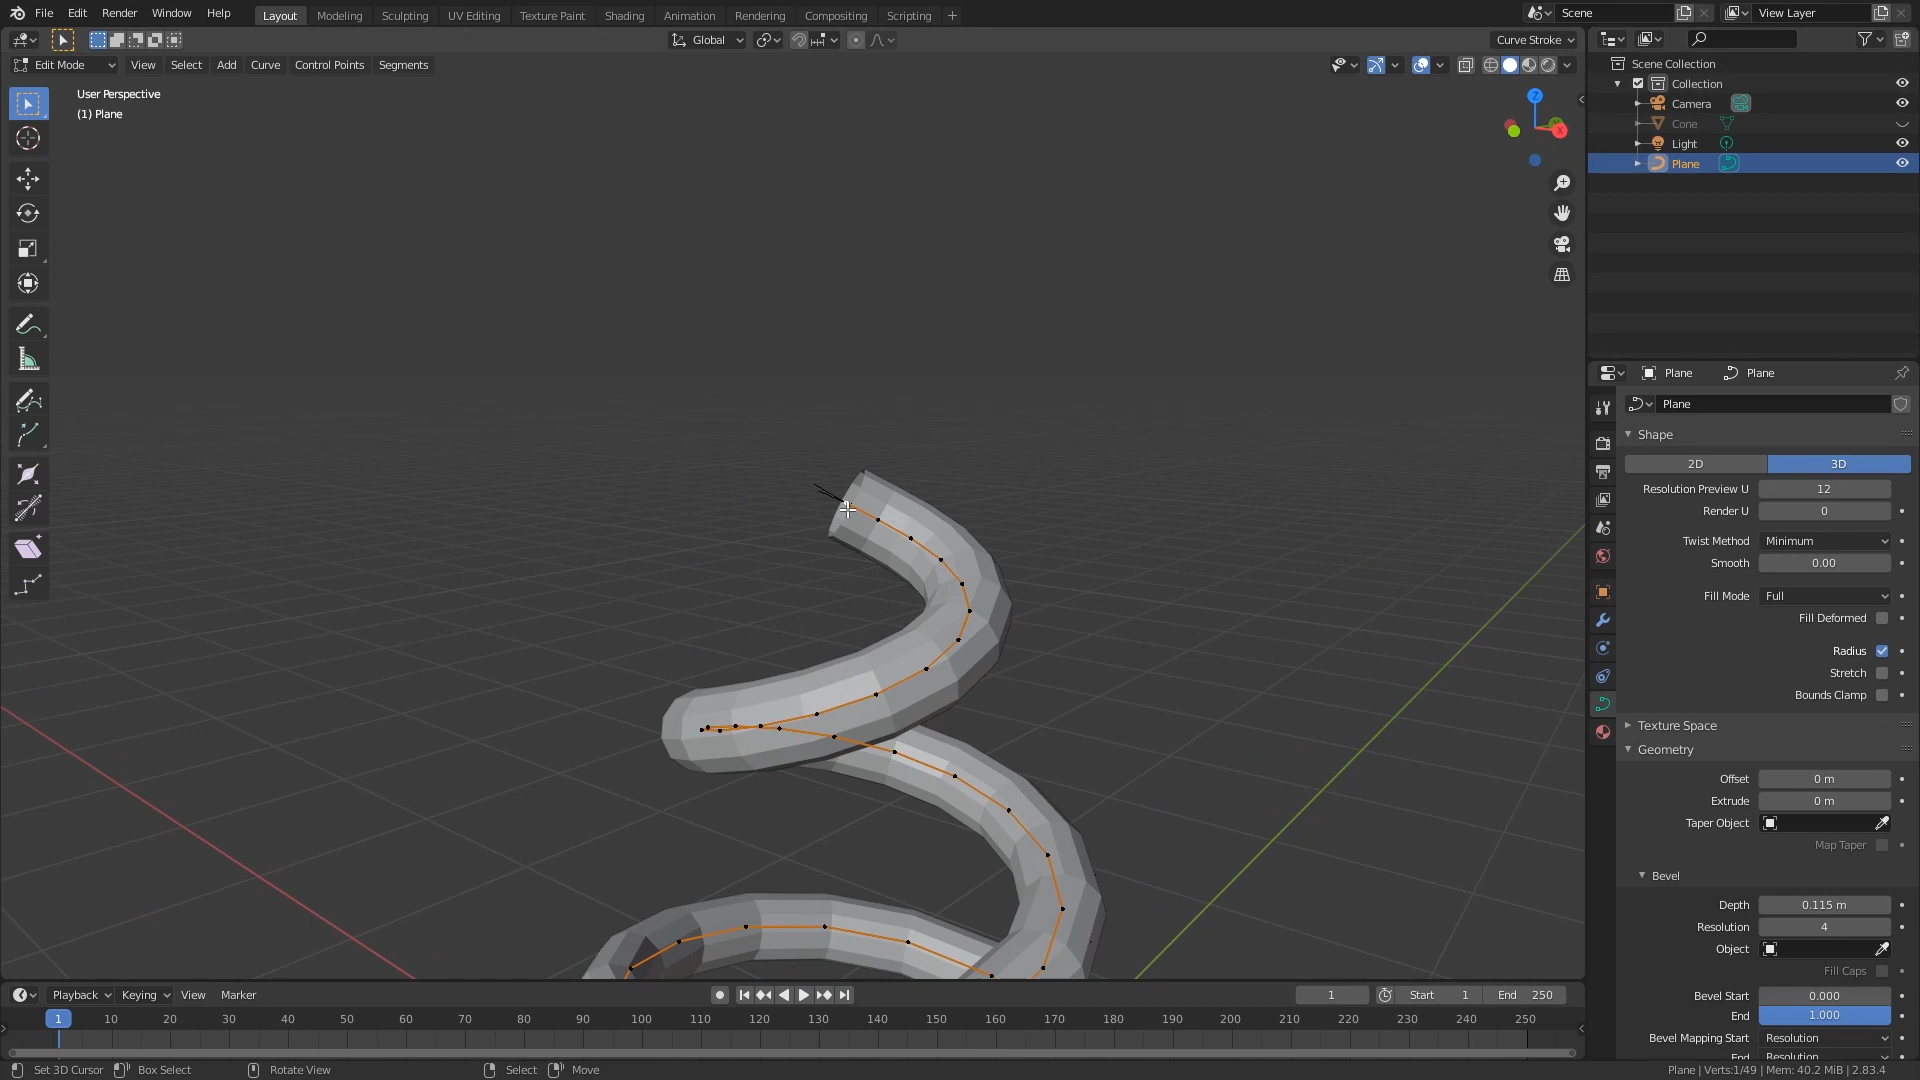 File Edit Render Window Help Layout Modeling Sculpting UV Editing Texture Paint Shading Animation Rendering Compositing Scripting + Scene View Layer
Global Curve Stroke
Edit Mode View Select Add Curve Control Points Segments
User Perspective
(1) Plane
Z
X
Scene Collection
Collection
Camera
Cone
Light
Plane
Plane Plane
Plane
Shape
2D 3D
Resolution Preview U 12
Render U 0
Twist Method Minimum
Smooth 0.00
Fill Mode Full
Fill Deformed
Radius
Stretch
Bounds Clamp
Texture Space
Geometry
Offset 0 m
Extrude 0 m
Taper Object
Map Taper
Bevel
Depth 0.115 m
Resolution 4
Object
Fill Caps
Bevel Start 0.000
End 1.000
Bevel Mapping Start Resolution
End Resolution
Playback Keying View Marker 1 Start 1 End 250
1 10 20 30 40 50 60 70 80 90 100 110 120 130 140 150 160 170 180 190 200 210 220 230 240 250
Set 3D Cursor Box Select Rotate View Select Move Plane | Verts:1/49 | Mem: 40.2 MiB | 2.83.4